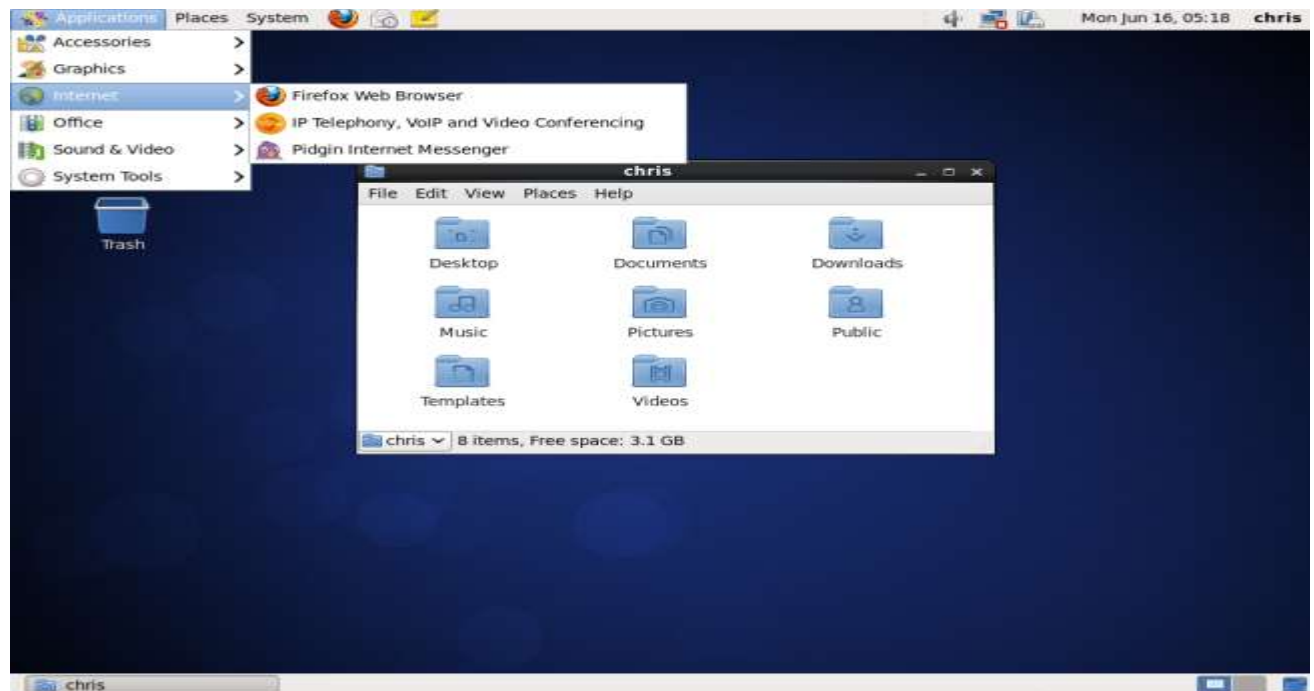 Applications Places System Mon Jun 16, 05:18 chris
Accessories
Graphics
Internet
Office
Sound & Video
System Tools
Firefox Web Browser
IP Telephony, VoIP and Video Conferencing
Pidgin Internet Messenger
Trash
chris
File Edit View Places Help
Desktop Documents Downloads
Music Pictures Public
Templates Videos
chris 8 items, Free space: 3.1 GB
chris